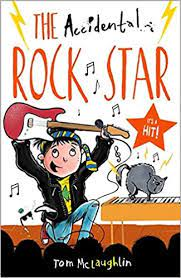 THE Accidental
ROCK STAR
IT'S A
HIT!
Tom McLaughlin